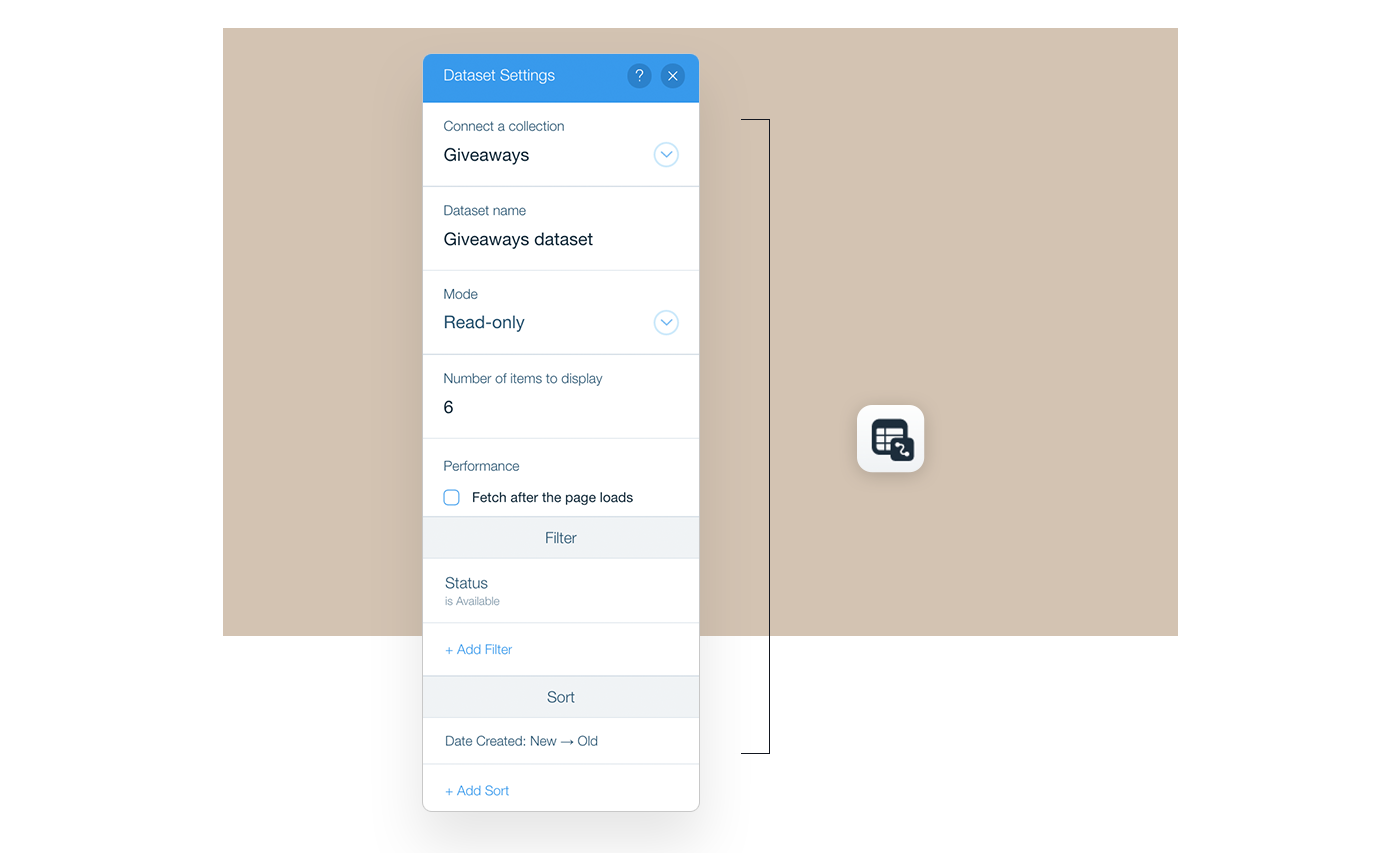 Dataset Settings
?
Connect a collection
Giveaways
Dataset name
Giveaways dataset
Mode
Read-only
Number of items to display
6
Performance
Fetch after the page loads
Filter
Status
is Available
+ Add Filter
Sort
Date Created: New → Old
+ Add Sort